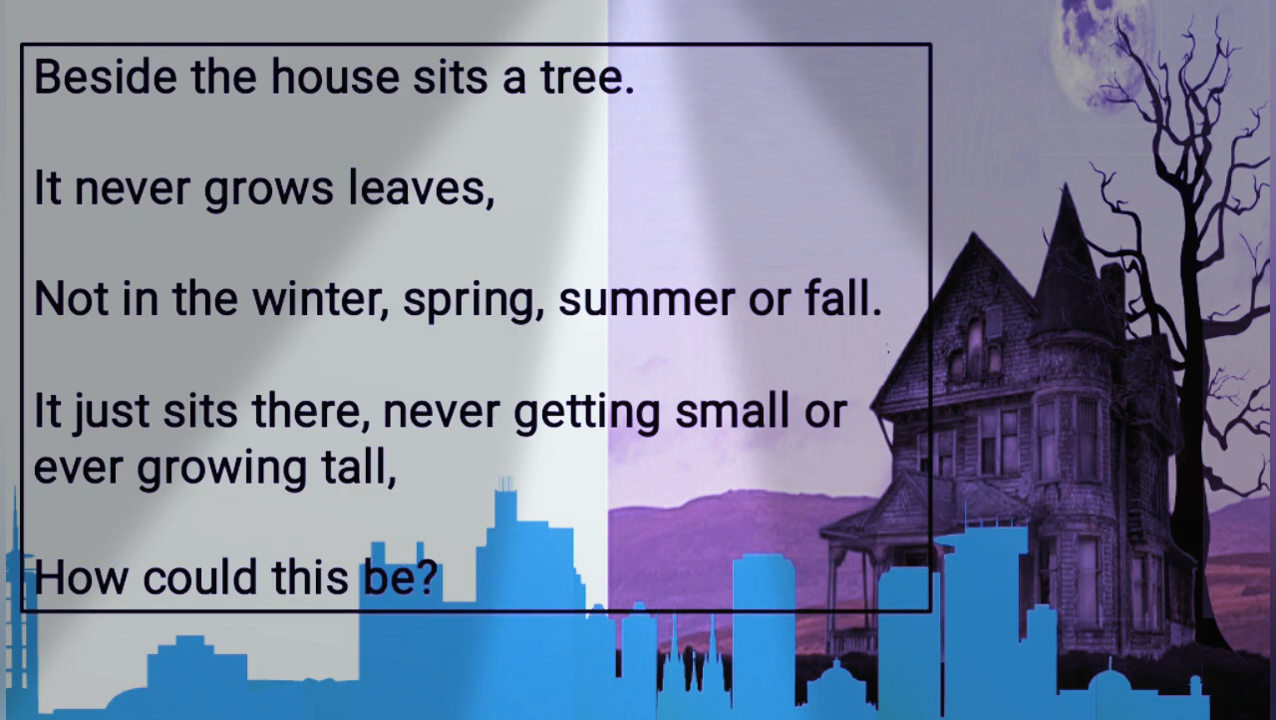 Beside the house sits a tree.
It never grows leaves,
Not in the winter, spring, summer or fall.
It just sits there, never getting small or
ever growing tall,
How could this be?